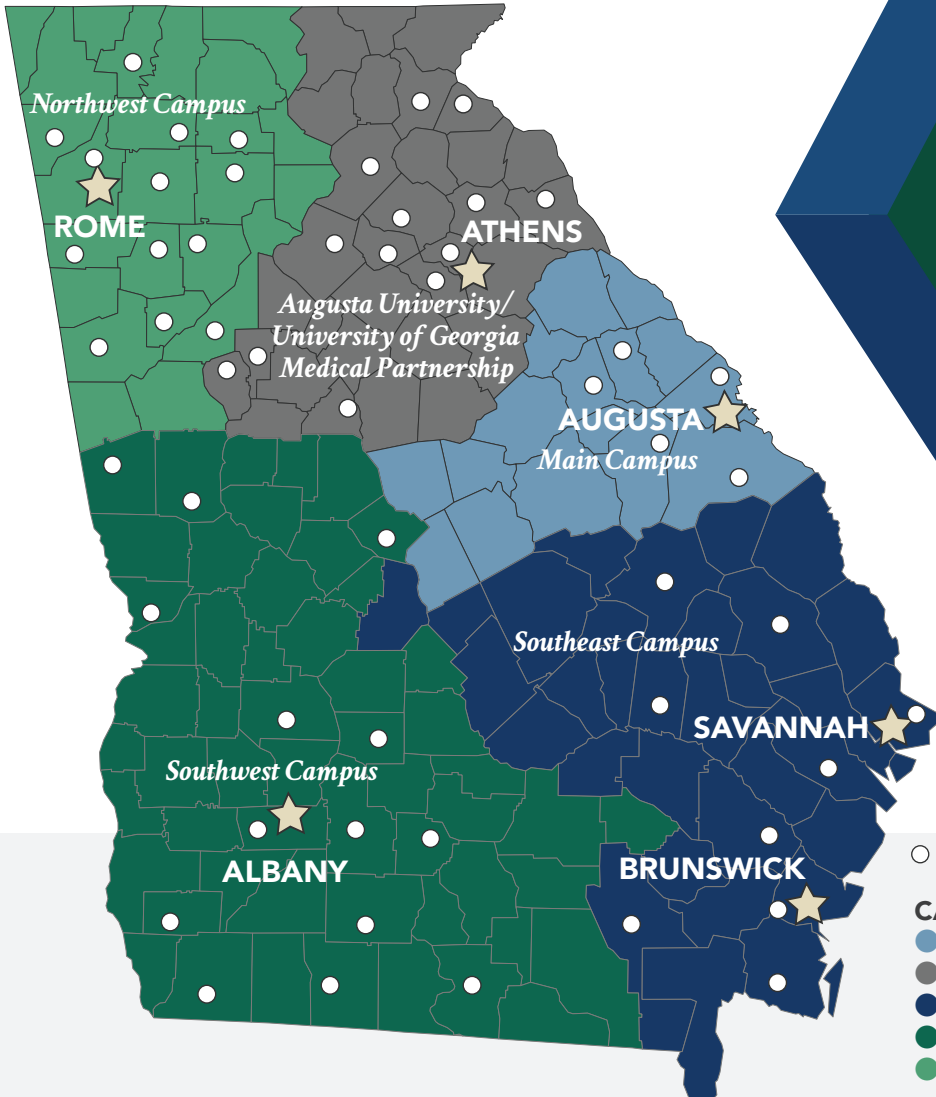 Northwest Campus
ROME
ATHENS
Augusta University/
University of Georgia
Medical Partnership
AUGUSTA
Main Campus
Southeast Campus
SAVANNAH
Southwest Campus
ALBANY
BRUNSWICK
CA